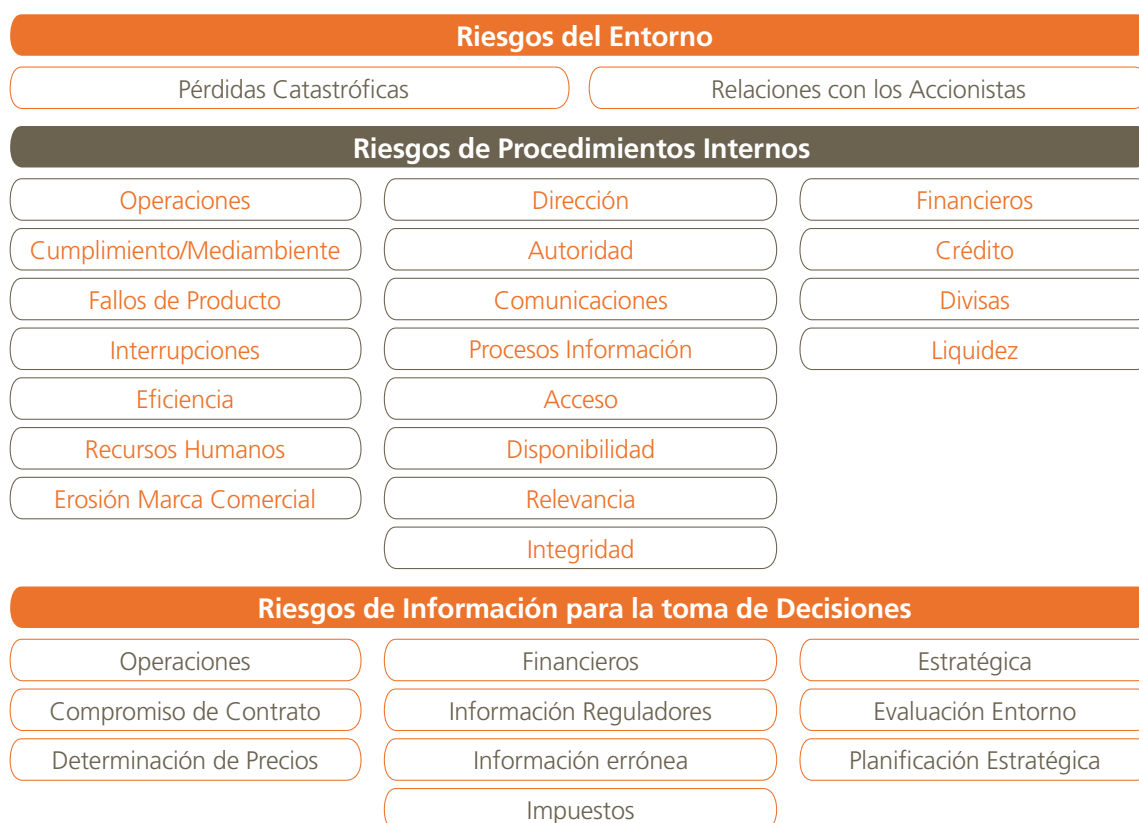 Riesgos del Entorno
Pérdidas Catastróficas
Relaciones con los Accionistas
Riesgos de Procedimientos Internos
Operaciones
Dirección
Financieros
Cumplimiento/Mediambiente
Autoridad
Crédito
Fallos de Producto
Comunicaciones
Divisas
Interrupciones
Procesos Información
Liquidez
Eficiencia
Acceso
Recursos Humanos
Disponibilidad
Erosión Marca Comercial
Relevancia
Integridad
Riesgos de Información para la toma de Decisiones
Operaciones
Financieros
Estratégica
Compromiso de Contrato
Información Reguladores
Evaluación Entorno
Determinación de Precios
Información errónea
Planificación Estratégica
Impuestos